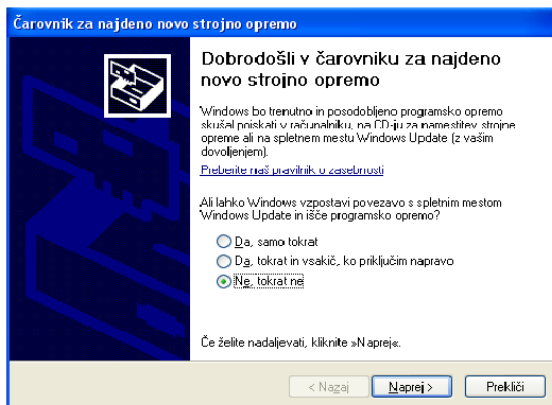 Čarovnik za najdeno novo strojno opremo
Dobrodošli v čarovniku za najdeno
novo strojno opremo
Windows bo trenutno in posodobljeno programsko opremo
skušal poiskati v računalniku, na CD-ju za namestitev strojne
opreme ali na spletnem mestu Windows Update (z vašim
dovoljenjem).
Preberite naš pravilnik o zasebnosti
Ali lahko Windows vzpostavi povezavo s spletnim mestom
Windows Update in išče programsko opremo?
Da, samo tokrat
Da, tokrat in vsakič, ko priključim napravo
Ne, tokrat ne
Če želite nadaljevati, kliknite »Naprej«.
< Nazaj
Naprej >
Prekliči